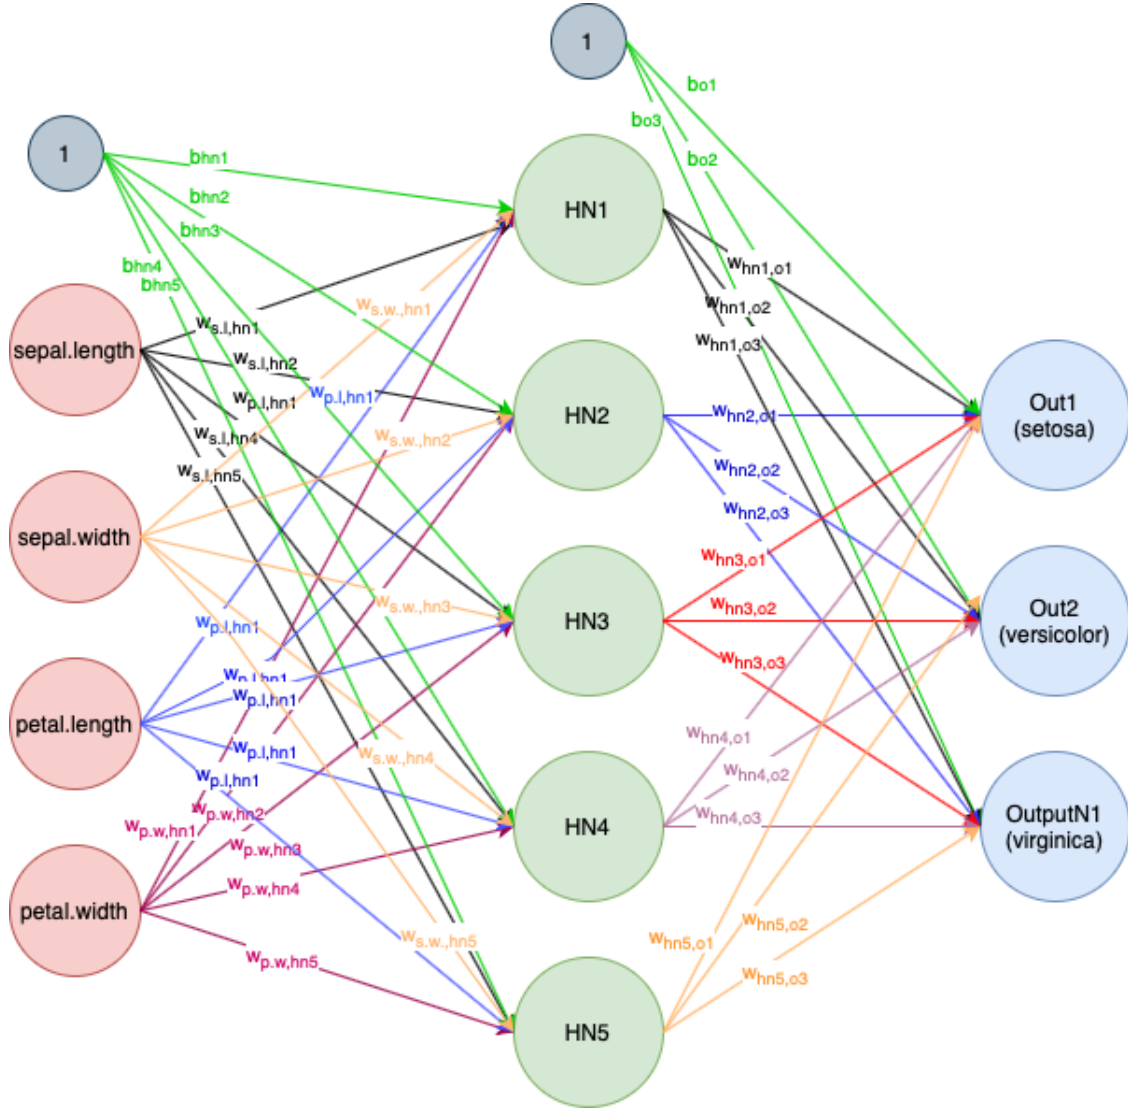 1
1
bo1
bo3
bo2
bhn1
bhn2
bhn3
bhn4
bhn5
HN1
whn1,o1
whn1,o2
whn1,o3
ws.w.,hn1
ws.l,hn1
sepal.length
ws.l,hn2
wp.l,hn1
wp.l,hn1
ws.l,hn4
ws.l,hn5
ws.w.,hn2
HN2
whn2,o1
whn2,o2
whn2,o3
Out1
(setosa)
sepal.width
ws.w.,hn3
wp.l,hn1
HN3
whn3,o1
whn3,o2
whn3,o3
Out2
(versicolor)
wp.l,hn1
wp.l,hn1
petal.length
wp.l,hn1
wp.l,hn1
ws.w.,hn4
whn4,o1
whn4,o2
whn4,o3
HN4
OutputN1
(virginica)
wp.w,hn1
wp.w,hn2
wp.w,hn3
wp.w,hn4
petal.width
ws.w.,hn5
wp.w,hn5
whn5,o1
whn5,o2
whn5,o3
HN5